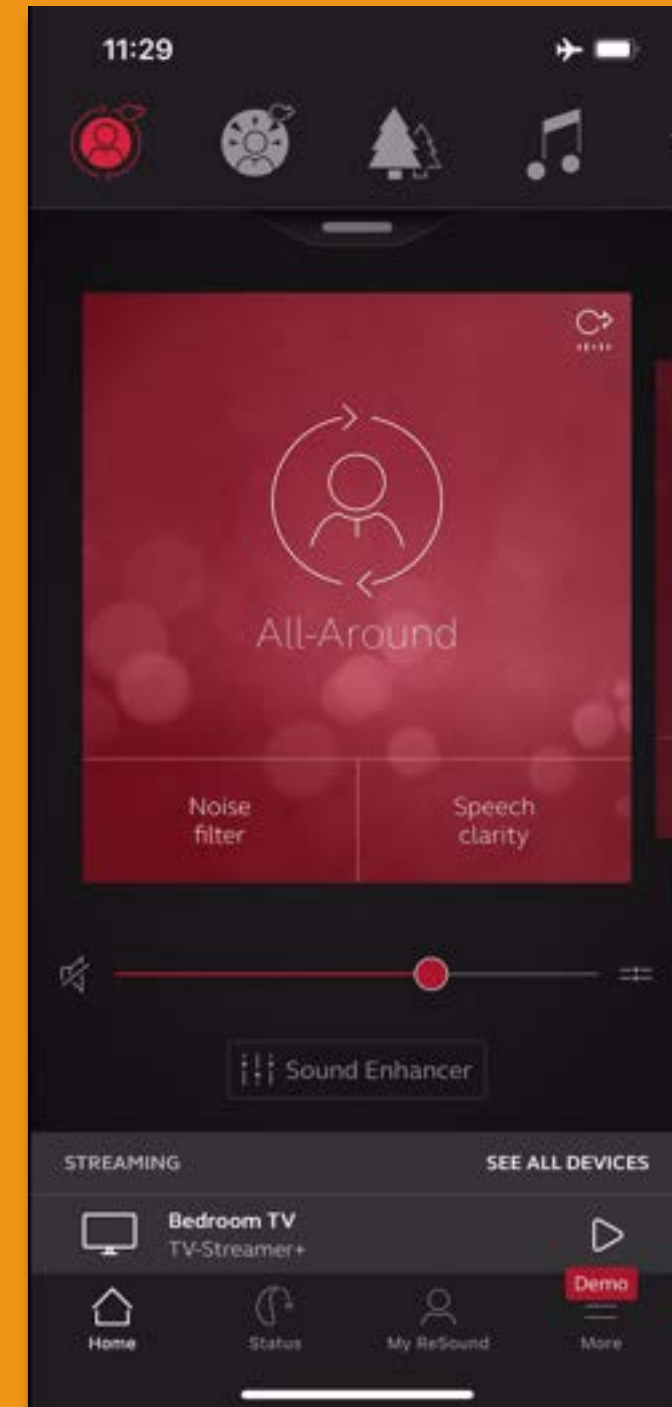 11:29
All-Around
Noise
filter
Speech
clarity
Sound Enhancer
STREAMING
SEE ALL DEVICES
Bedroom TV
TV-Streamer+
Demo
Home
Status
My ReSound
More